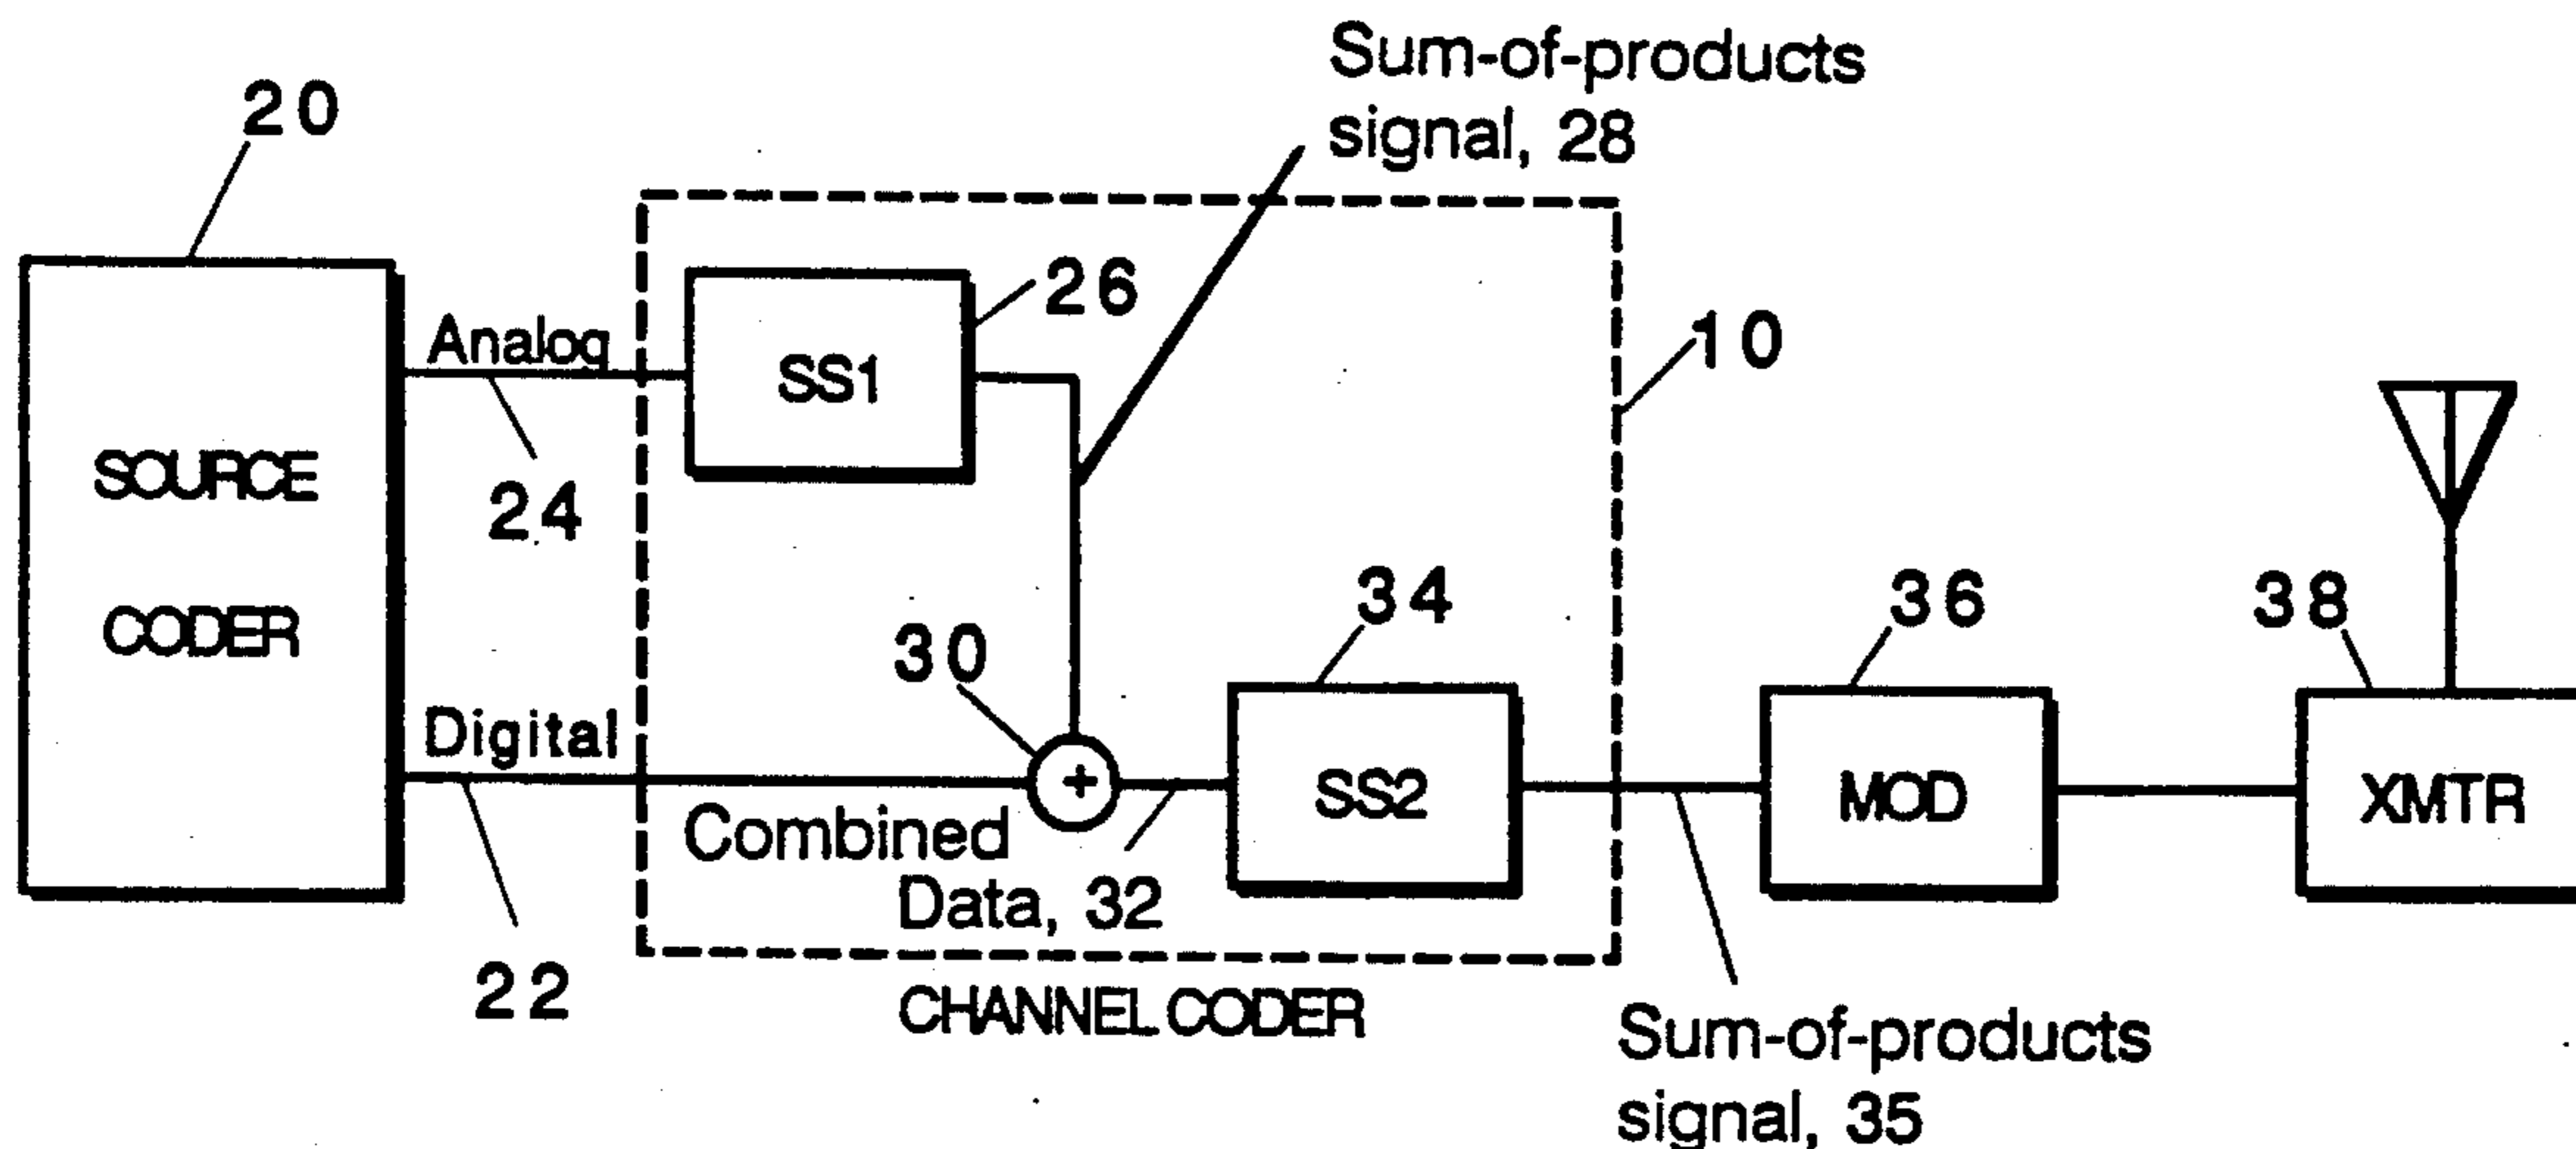 Sum-of-products
signal, 28
20
26
10
Analog
SS1
24
SOURCE
CODER
34
36
38
30
Digital
SS2
MOD
XMTR
Combined
Data, 32
22
CHANNEL CODER
Sum-of-products
signal, 35
+